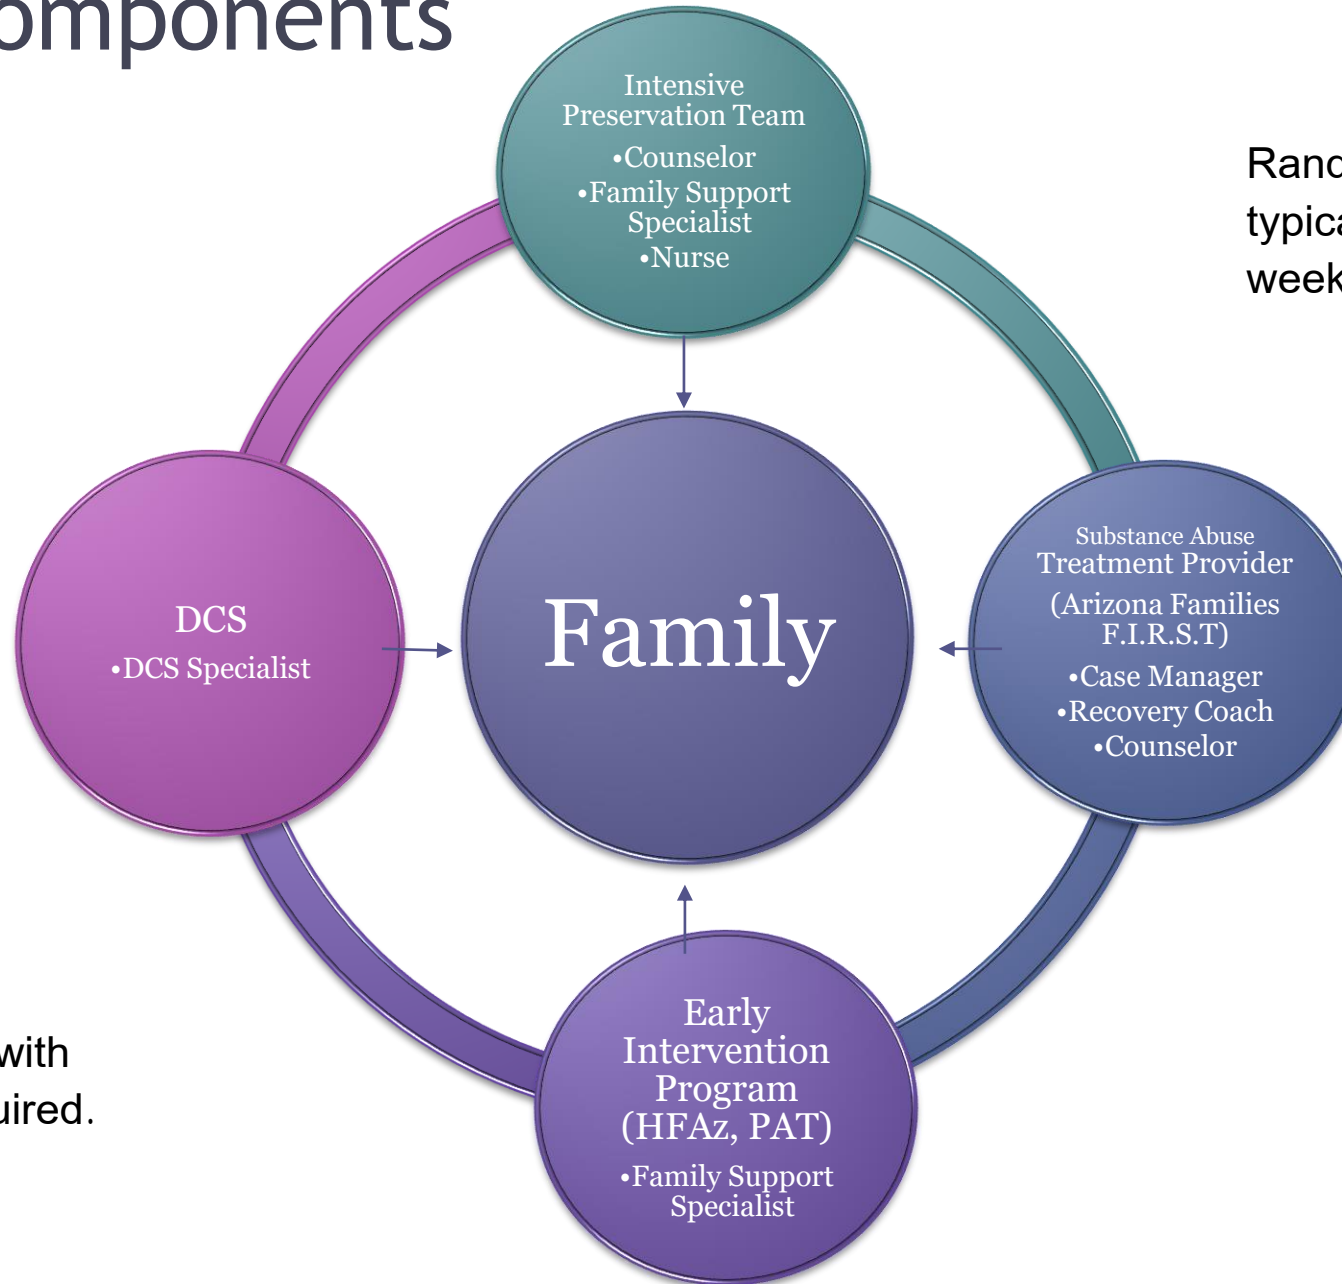 omponents
Intensive
Preservation Team
•Counselor
•Family Support
Specialist
•Nurse
Rand
typica
week
DCS
•DCS Specialist
Family
Substance Abuse
Treatment Provider
(Arizona Families
F.I.R.S.T)
•Case Manager
•Recovery Coach
•Counselor
with
uired.
Early
Intervention
Program
(HFAz, PAT)
•Family Support
Specialist